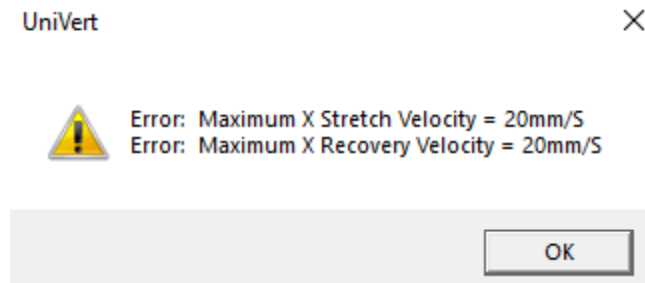 UniVert
Error:  Maximum X Stretch Velocity = 20mm/S
Error:  Maximum X Recovery Velocity = 20mm/S
OK